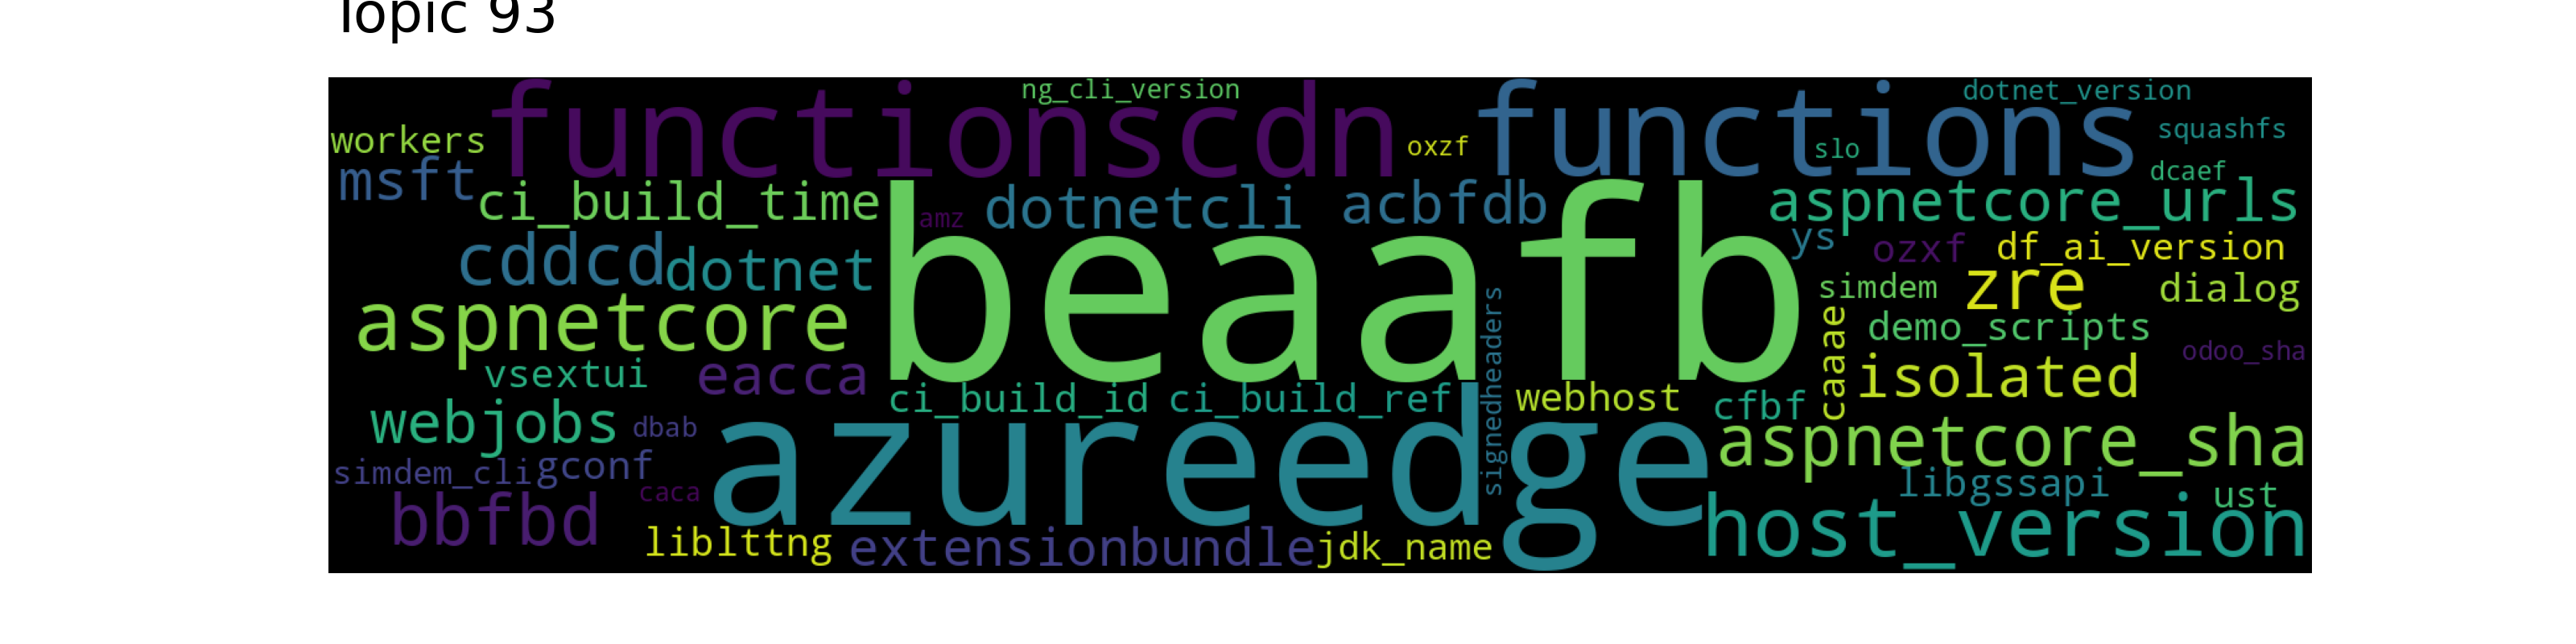 Topic 93
ng_cli_version
dotnet_version
functionscdn
functions
workers
oxzf
slo
squashfs
msft
dcaef
ci_build_time
amz
dotnetcli
acbfdb
aspnetcore_urls
ys
ozxf
df_ai_version
cddcd
dotnet
beaafb
simdem
zre
dialog
aspnetcore
signedheaders
caaae
demo_scripts
odoo_sha
vsextui
eacca
isolated
ci_build_id
ci_build_ref
webhost
cfbf
webjobs
dbab
azureedge
aspnetcore_sha
simdem_cli
gconf
caca
libgssapi
ust
bbfbd
host_version
liblttng
extensionbundle
jdk_name